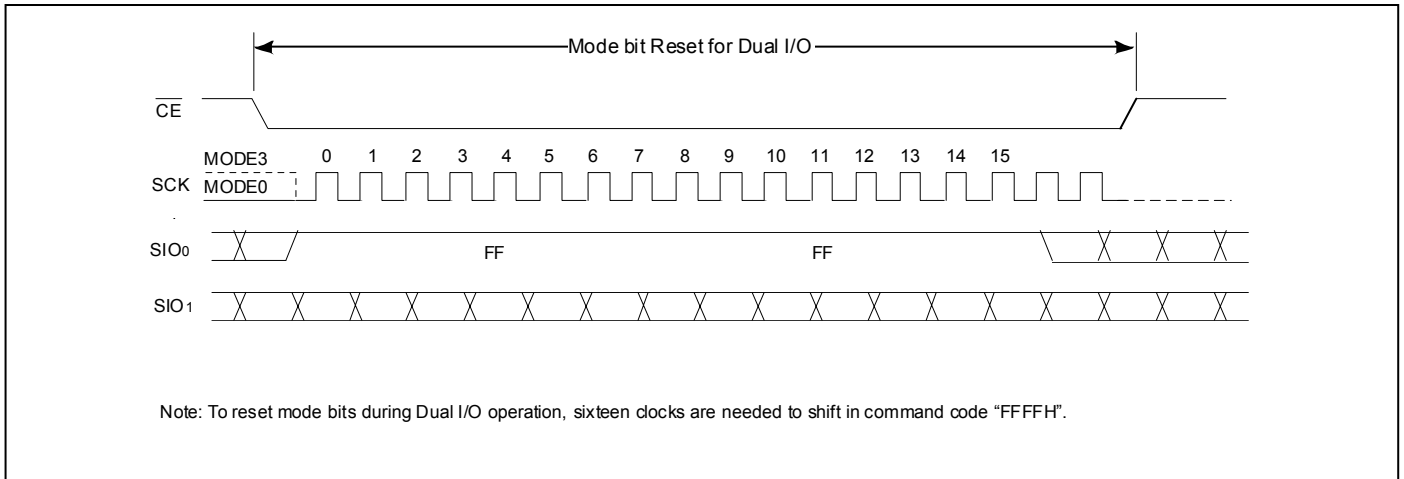 Mode bit Reset for Dual I/O
CE
MODE3 0 1 2 3 4 5 6 7 8 9 10 11 12 13 14 15
SCK MODE0
SIO0 FF FF
SIO1
Note: To reset mode bits during Dual I/O operation, sixteen clocks are needed to shift in command code “FFFFH”.